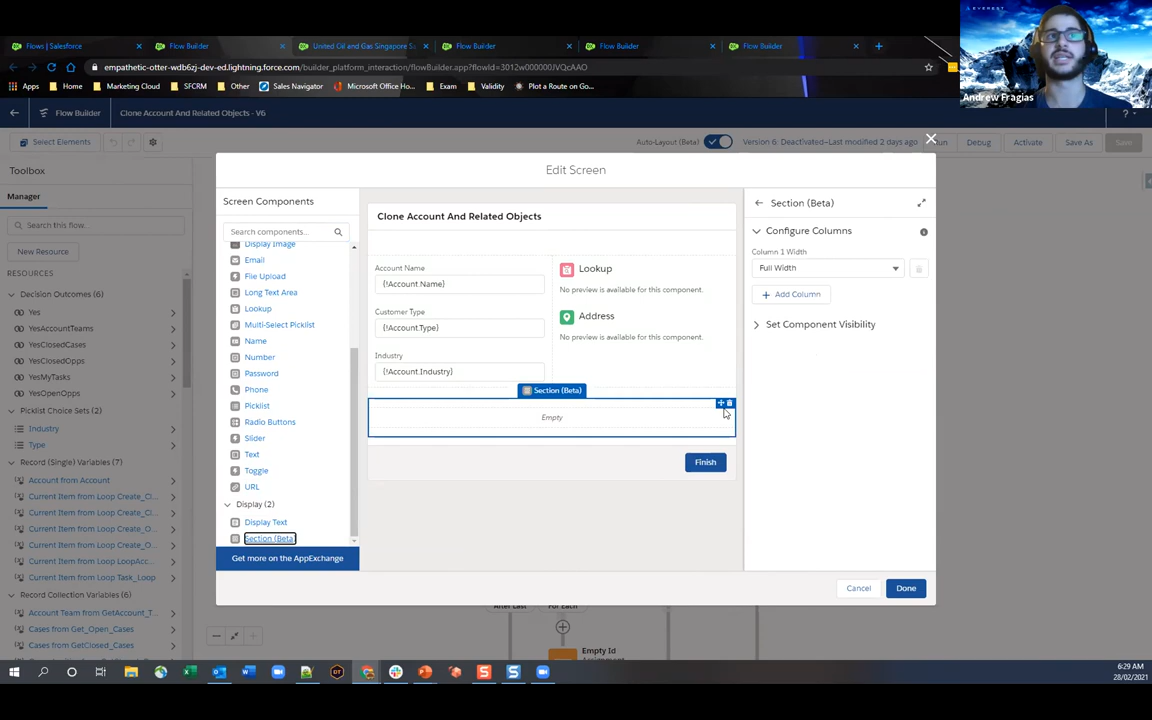 LEVEREST
Andrew Fragias
Flows | Salesforce
Flow Builder
United Oil and Gas Singapore Se
Flow Builder
Flow Builder
Flow Builder
empathetic-otter-wdb6zj-dev-ed.lightning.force.com/builder_platform_interaction/flowBuilder.app?flowId=3012w000000JVQcAAO
Apps
Home
Marketing Cloud
SFCRM
Other
Sales Navigator
Microsoft Office Ho...
Exam
Validity
Plot a Route on Go...
Flow Builder
Clone Account And Related Objects - V6
?
Select Elements
Auto-Layout (Beta)
Version 6: Deactivated—Last modified 2 days ago
un
Debug
Activate
Save As
Save
Toolbox
Manager
Search this flow...
New Resource
RESOURCES
Decision Outcomes (6)
Yes
YesAccountTeams
YesClosedCases
YesClosedOpps
YesMyTasks
YesOpenOpps
Picklist Choice Sets (2)
Industry
Type
Record (Single) Variables (7)
Account from Account
Current Item from Loop Create_Cl...
Current Item from Loop Create_Cl...
Current Item from Loop Create_O...
Current Item from Loop Create_O...
Current Item from Loop LoopAcc...
Current Item from Loop Task_Loop
Record Collection Variables (6)
Account Team from GetAccount_T...
Cases from Get_Open_Cases
Cases from GetClosed_Cases
Edit Screen
Screen Components
Search components...
Display Image
Email
File Upload
Long Text Area
Lookup
Multi-Select Picklist
Name
Number
Password
Phone
Picklist
Radio Buttons
Slider
Text
Toggle
URL
Display (2)
Display Text
Section (Beta)
Get more on the AppExchange
Clone Account And Related Objects
Account Name
{!Account.Name}
Customer Type
{!Account.Type}
Industry
{!Account.Industry}
Lookup
No preview is available for this component.
Address
No preview is available for this component.
Section (Beta)
Empty
Finish
Section (Beta)
Configure Columns
Column 1 Width
Full Width
Add Column
Set Component Visibility
Cancel
Done
After Last
For Each
Empty Id
Assignment
6:29 AM
28/02/2021